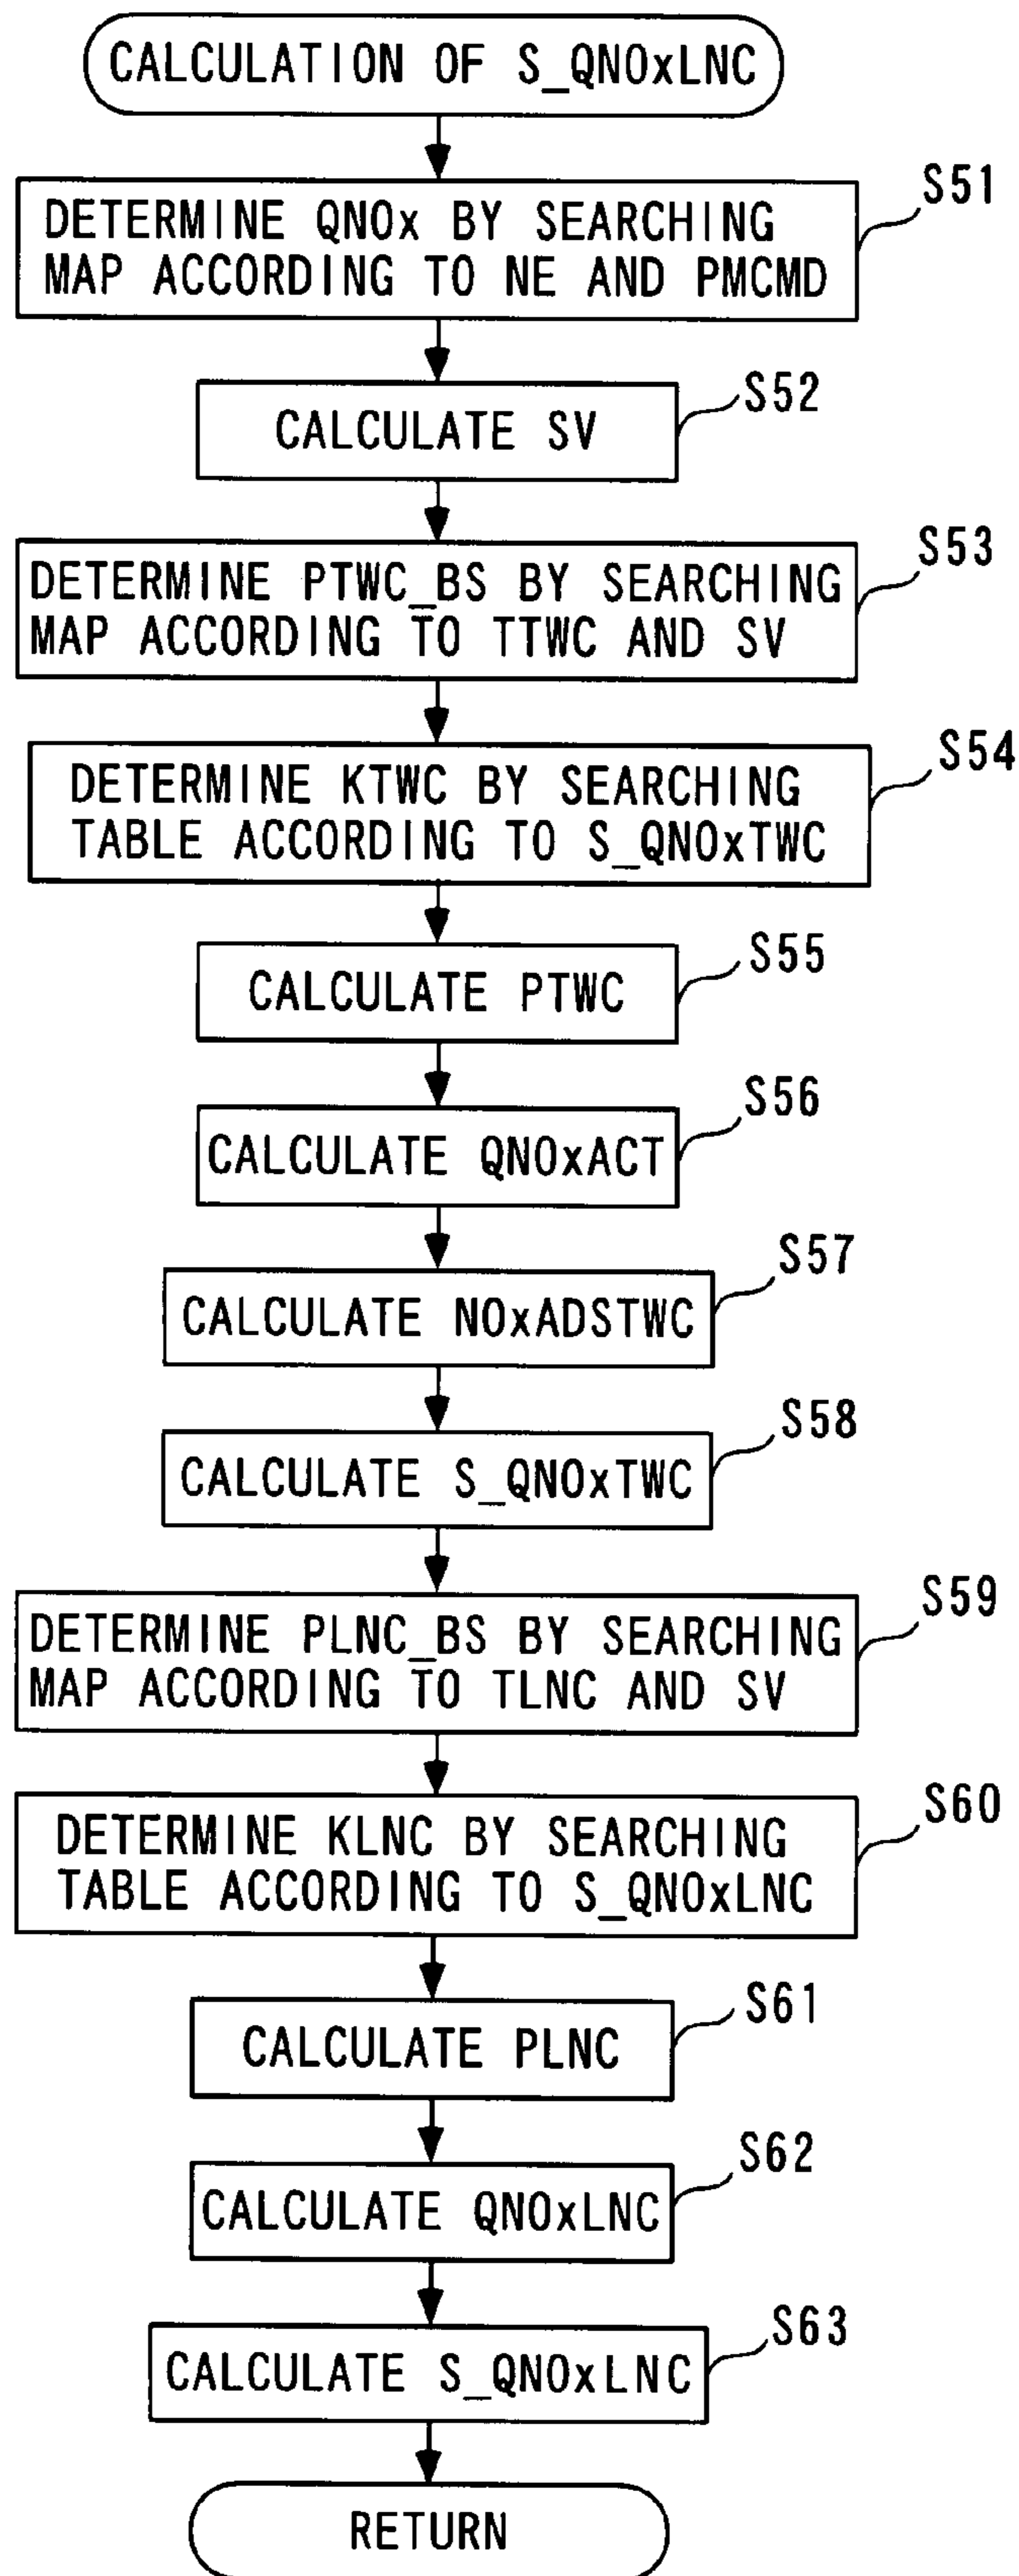 CALCULATION OF S_QNOxLNC
S51
DETERMINE QNOx BY SEARCHING
MAP ACCORDING TO NE AND PMCMD
S52
CALCULATE SV
S53
DETERMINE PTWC_BS BY SEARCHING
MAP ACCORDING TO TTWC AND SV
S54
DETERMINE KTWC BY SEARCHING
TABLE ACCORDING TO S_QNOxTWC
S55
CALCULATE PTWC
S56
CALCULATE QNOxACT
S57
CALCULATE NOxADSTWC
S58
CALCULATE S_QNOxTWC
S59
DETERMINE PLNC_BS BY SEARCHING
MAP ACCORDING TO TLNC AND SV
S60
DETERMINE KLNC BY SEARCHING
TABLE ACCORDING TO S_QNOxLNC
S61
CALCULATE PLNC
S62
CALCULATE QNOxLNC
S63
CALCULATE S_QNOxLNC
RETURN